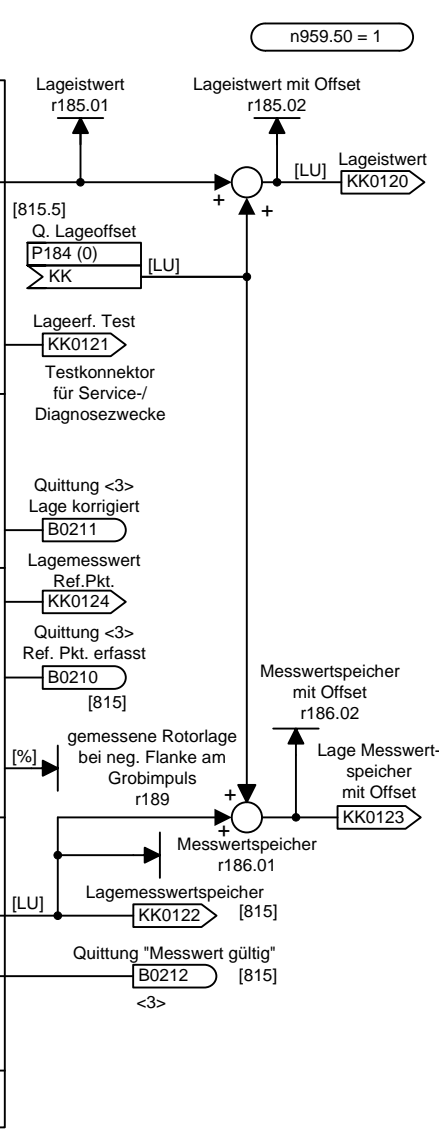 n959.50 = 1
Lageistwert
r185.01
Lageistwert mit Offset
r185.02
[LU]
Lageistwert
KK0120
+
+
[815.5]
Q. Lageoffset
P184 (0)
KK
[LU]
Lageerf. Test
KK0121
Testkonnektor
für Service-/
Diagnosezwecke
Quittung <3>
Lage korrigiert
B0211
Lagemesswert
Ref.Pkt.
KK0124
Quittung <3>
Ref. Pkt. erfasst
B0210
[815]
Messwertspeicher
mit Offset
r186.02
[%]
gemessene Rotorlage
bei neg. Flanke am
Grobimpuls
r189
Lage Messwert-
speicher
mit Offset
KK0123
+
+
Messwertspeicher
r186.01
[LU]
Lagemesswertspeicher
KK0122
[815]
Quittung "Messwert gültig"
B0212
[815]
<3>